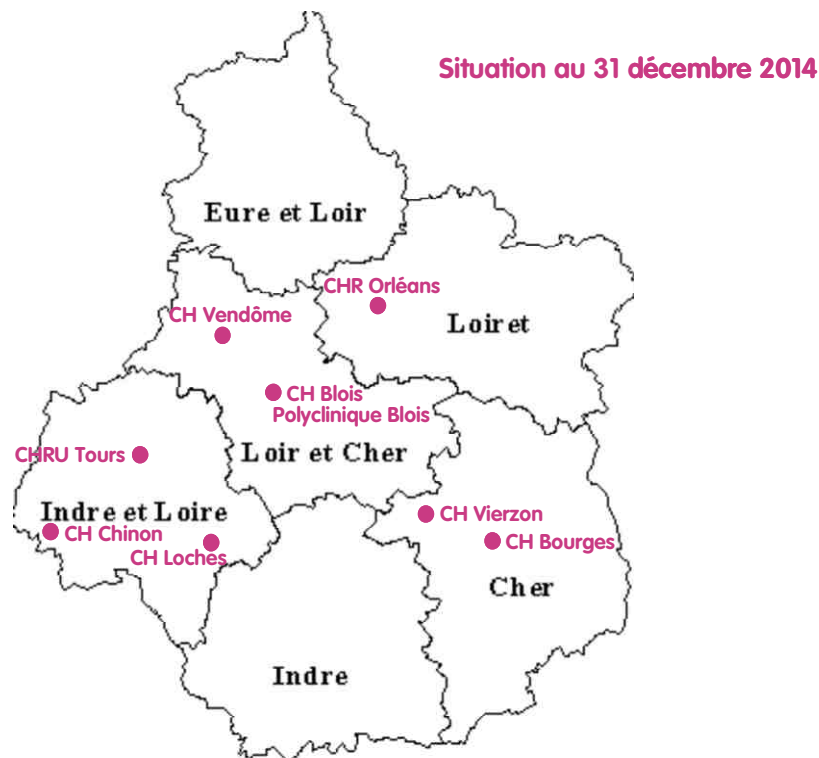 Situation au 31 décembre 2014
Eure et Loir
CHR Orléans
CH Vendôme
Loiret
CH Blois
Polyclinique Blois
Loir et Cher
CHRU Tours
Indre et Loire
CH Vierzon
CH Chinon
CH Bourges
CH Loches
Cher
Indre